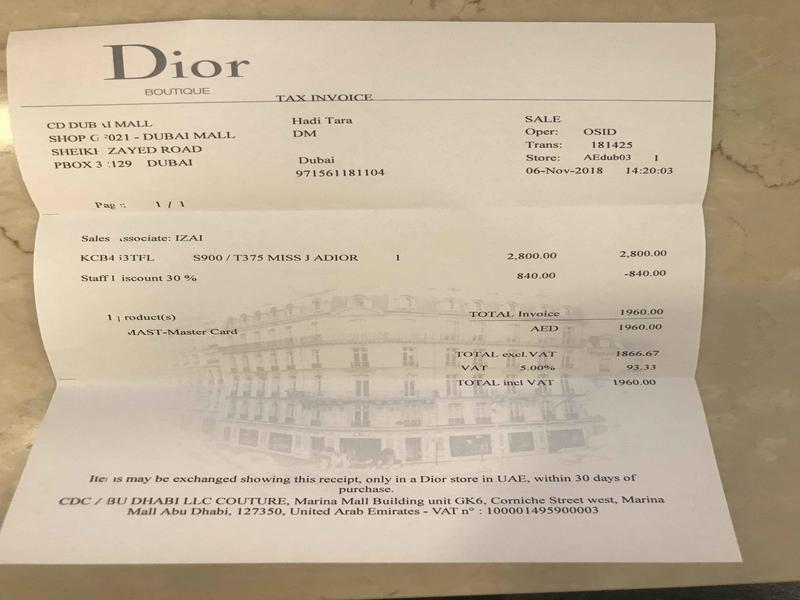 Dior
BOUTIQUE
TAX INVOICE
CD DUBAI MALL
SHOP G 021 - DUBAI MALL
SHEIKH ZAYED ROAD
PBOX 3 129 DUBAI
Hadi Tara
DM
Dubai
971561181104
SALE
Oper: OSID
Trans: 181425
Store: AEdub03 1
06-Nov-2018 14:20:03
Page : 1 / 1
Sales Associate: IZAI
S900 / T375 MISS J ADIOR 1 2,800.00 2,800.00
Staff Discount 30 % 840.00 -840.00
1 Product(s)
MAST-Master Card
TOTAL Invoice 1960.00
AED 1960.00
TOTAL excl.VAT 1866.67
VAT 5.00% 93.33
TOTAL incl VAT 1960.00
Items may be exchanged showing this receipt, only in a Dior store in UAE, within 30 days of
purchase.
CDC ABU DHABI LLC COUTURE, Marina Mall Building unit GK6, Corniche Street west, Marina
Mall Abu Dhabi, 127350, United Arab Emirates - VAT n° : 100001495900003